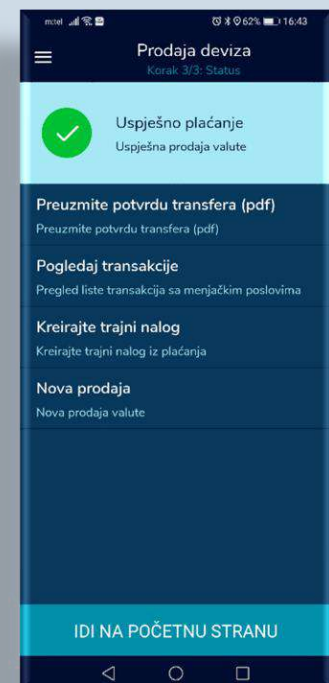 m:tel 62% 16:43
Prodaja deviza
Korak 3/3: Status
Uspješno plaćanje
Uspješna prodaja valute
Preuzmite potvrdu transfera (pdf)
Preuzmite potvrdu transfera (pdf)
Pogledaj transakcije
Pregled liste transakcija sa menjačkim poslovima
Kreirajte trajni nalog
Kreirajte trajni nalog iz plaćanja
Nova prodaja
Nova prodaja valute
IDI NA POČETNU STRANU